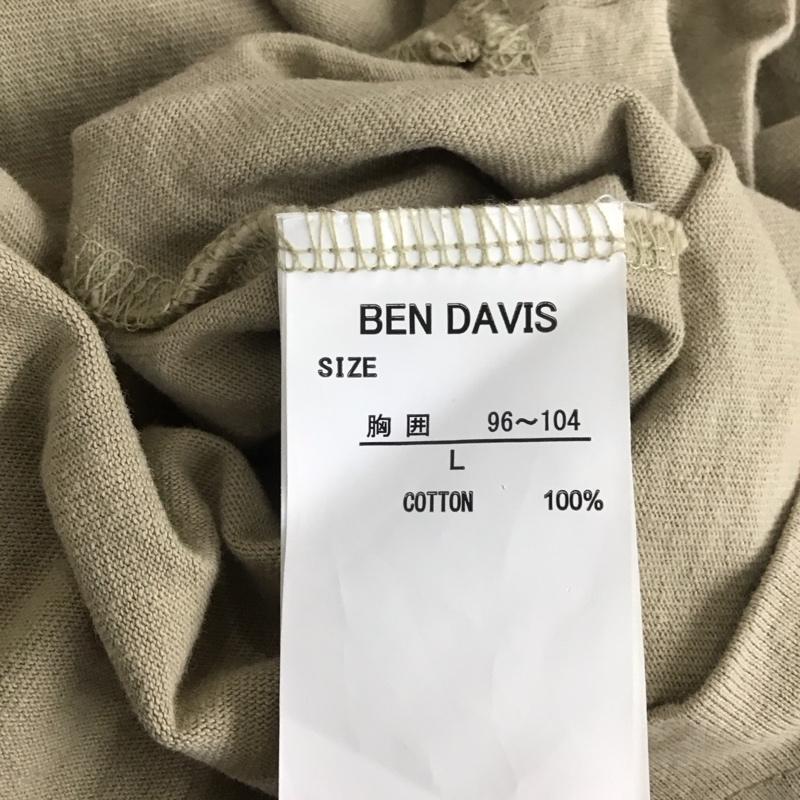 BEN DAVIS
SIZE
胸囲 96～104
L
COTTON 100%